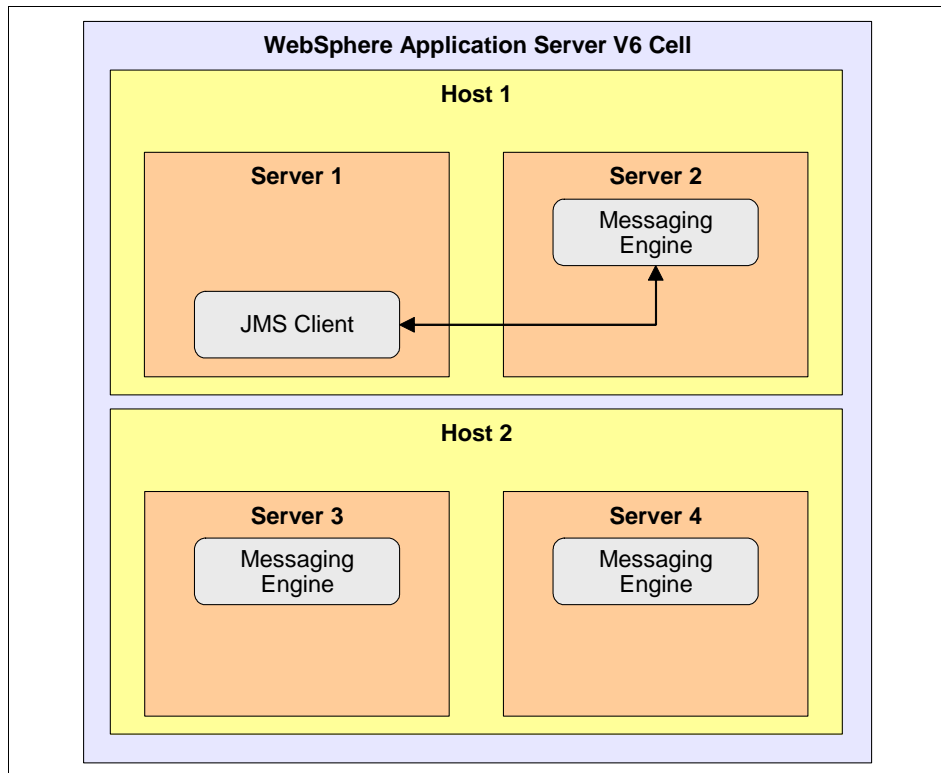 WebSphere Application Server V6 Cell
Host 1
Server 1
Server 2
Messaging
Engine
JMS Client
Host 2
Server 3
Server 4
Messaging
Engine
Messaging
Engine